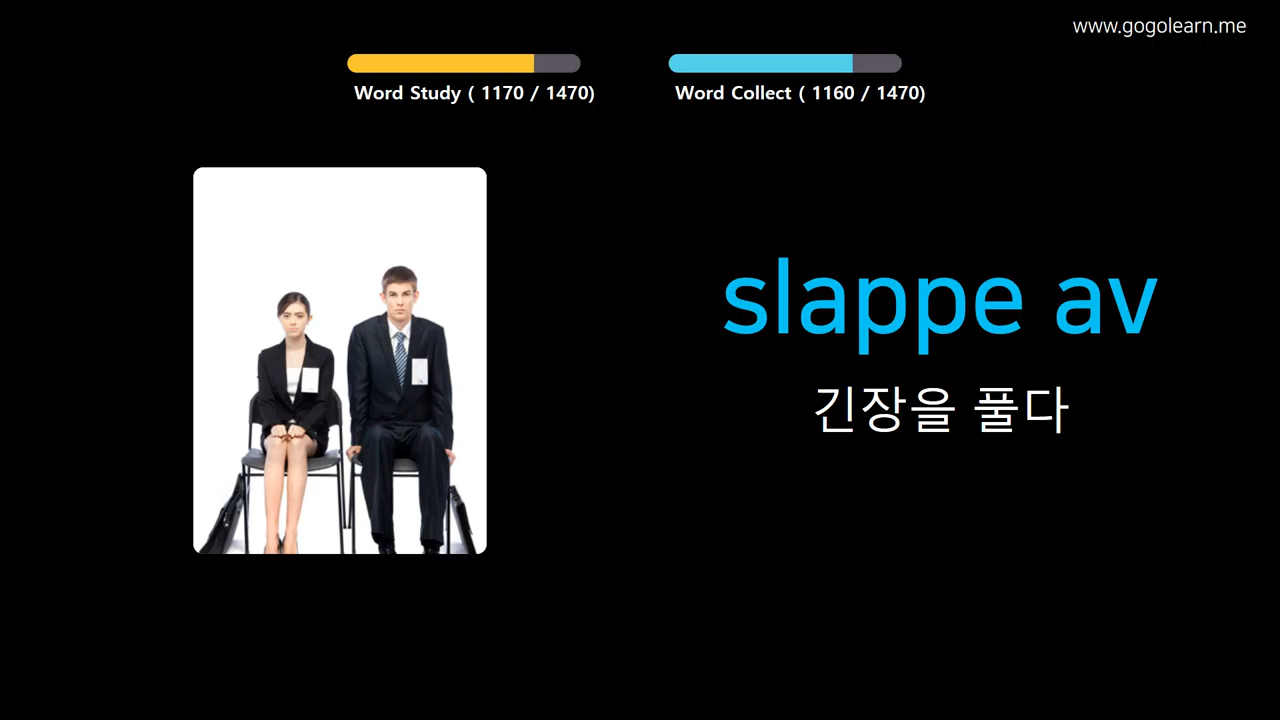 www.gogolearn.me
Word Study ( 1170 / 1470)
Word Collect ( 1160 / 1470)
slappe av
긴장을 풀다